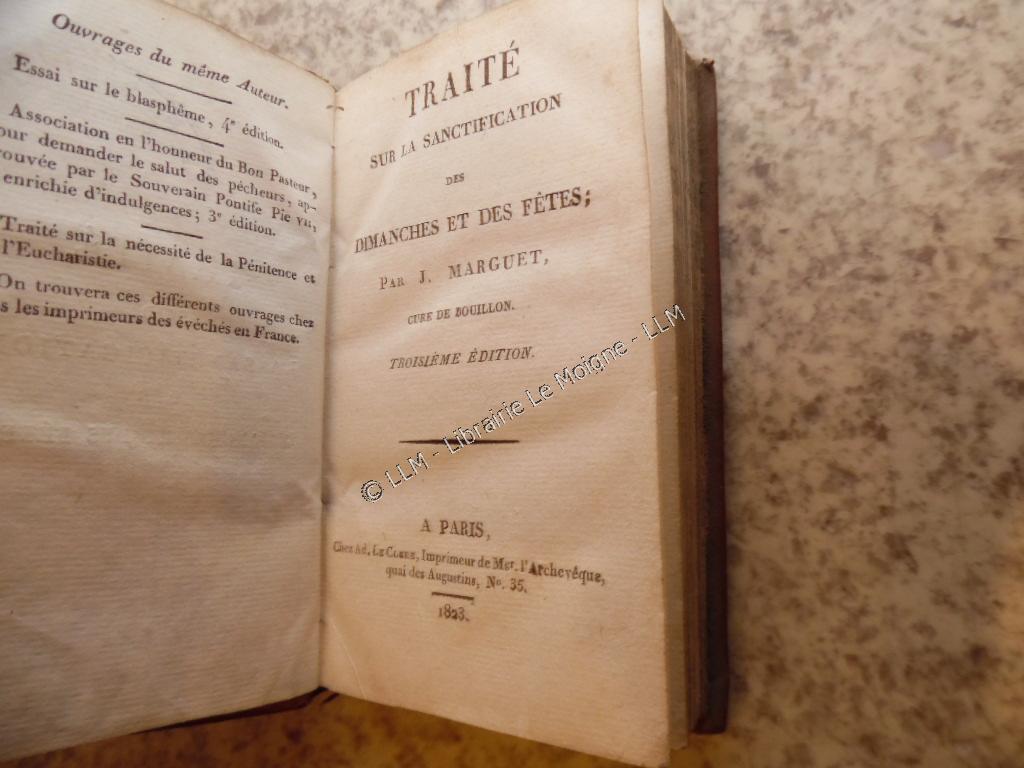 Ouvrages du même Auteur.
Essai sur le blasphême, 4e édition.
Association en l'honneur du Bon Pasteur,
pour demander le salut des pécheurs, ap-
rouvée par le Souverain Pontife Pie VII,
enrichie d'indulgences; 3e édition.
Traité sur la nécessité de la Pénitence et
l'Eucharistie.
On trouvera ces différents ouvrages chez
s les imprimeurs des évéchés en France.
TRAITÉ
SUR LA SANCTIFICATION
DES
DIMANCHES ET DES FÊTES;
PAR J. MARGUET,
CURE DE BOUILLON.
TROISIÈME ÉDITION.
A PARIS,
Chez Ad. Le Clere, Imprimeur de Mgr. l'Archevêque,
quai des Augustins, No. 35.
1823.
© LLM - Librairie Le Moigne - LLM